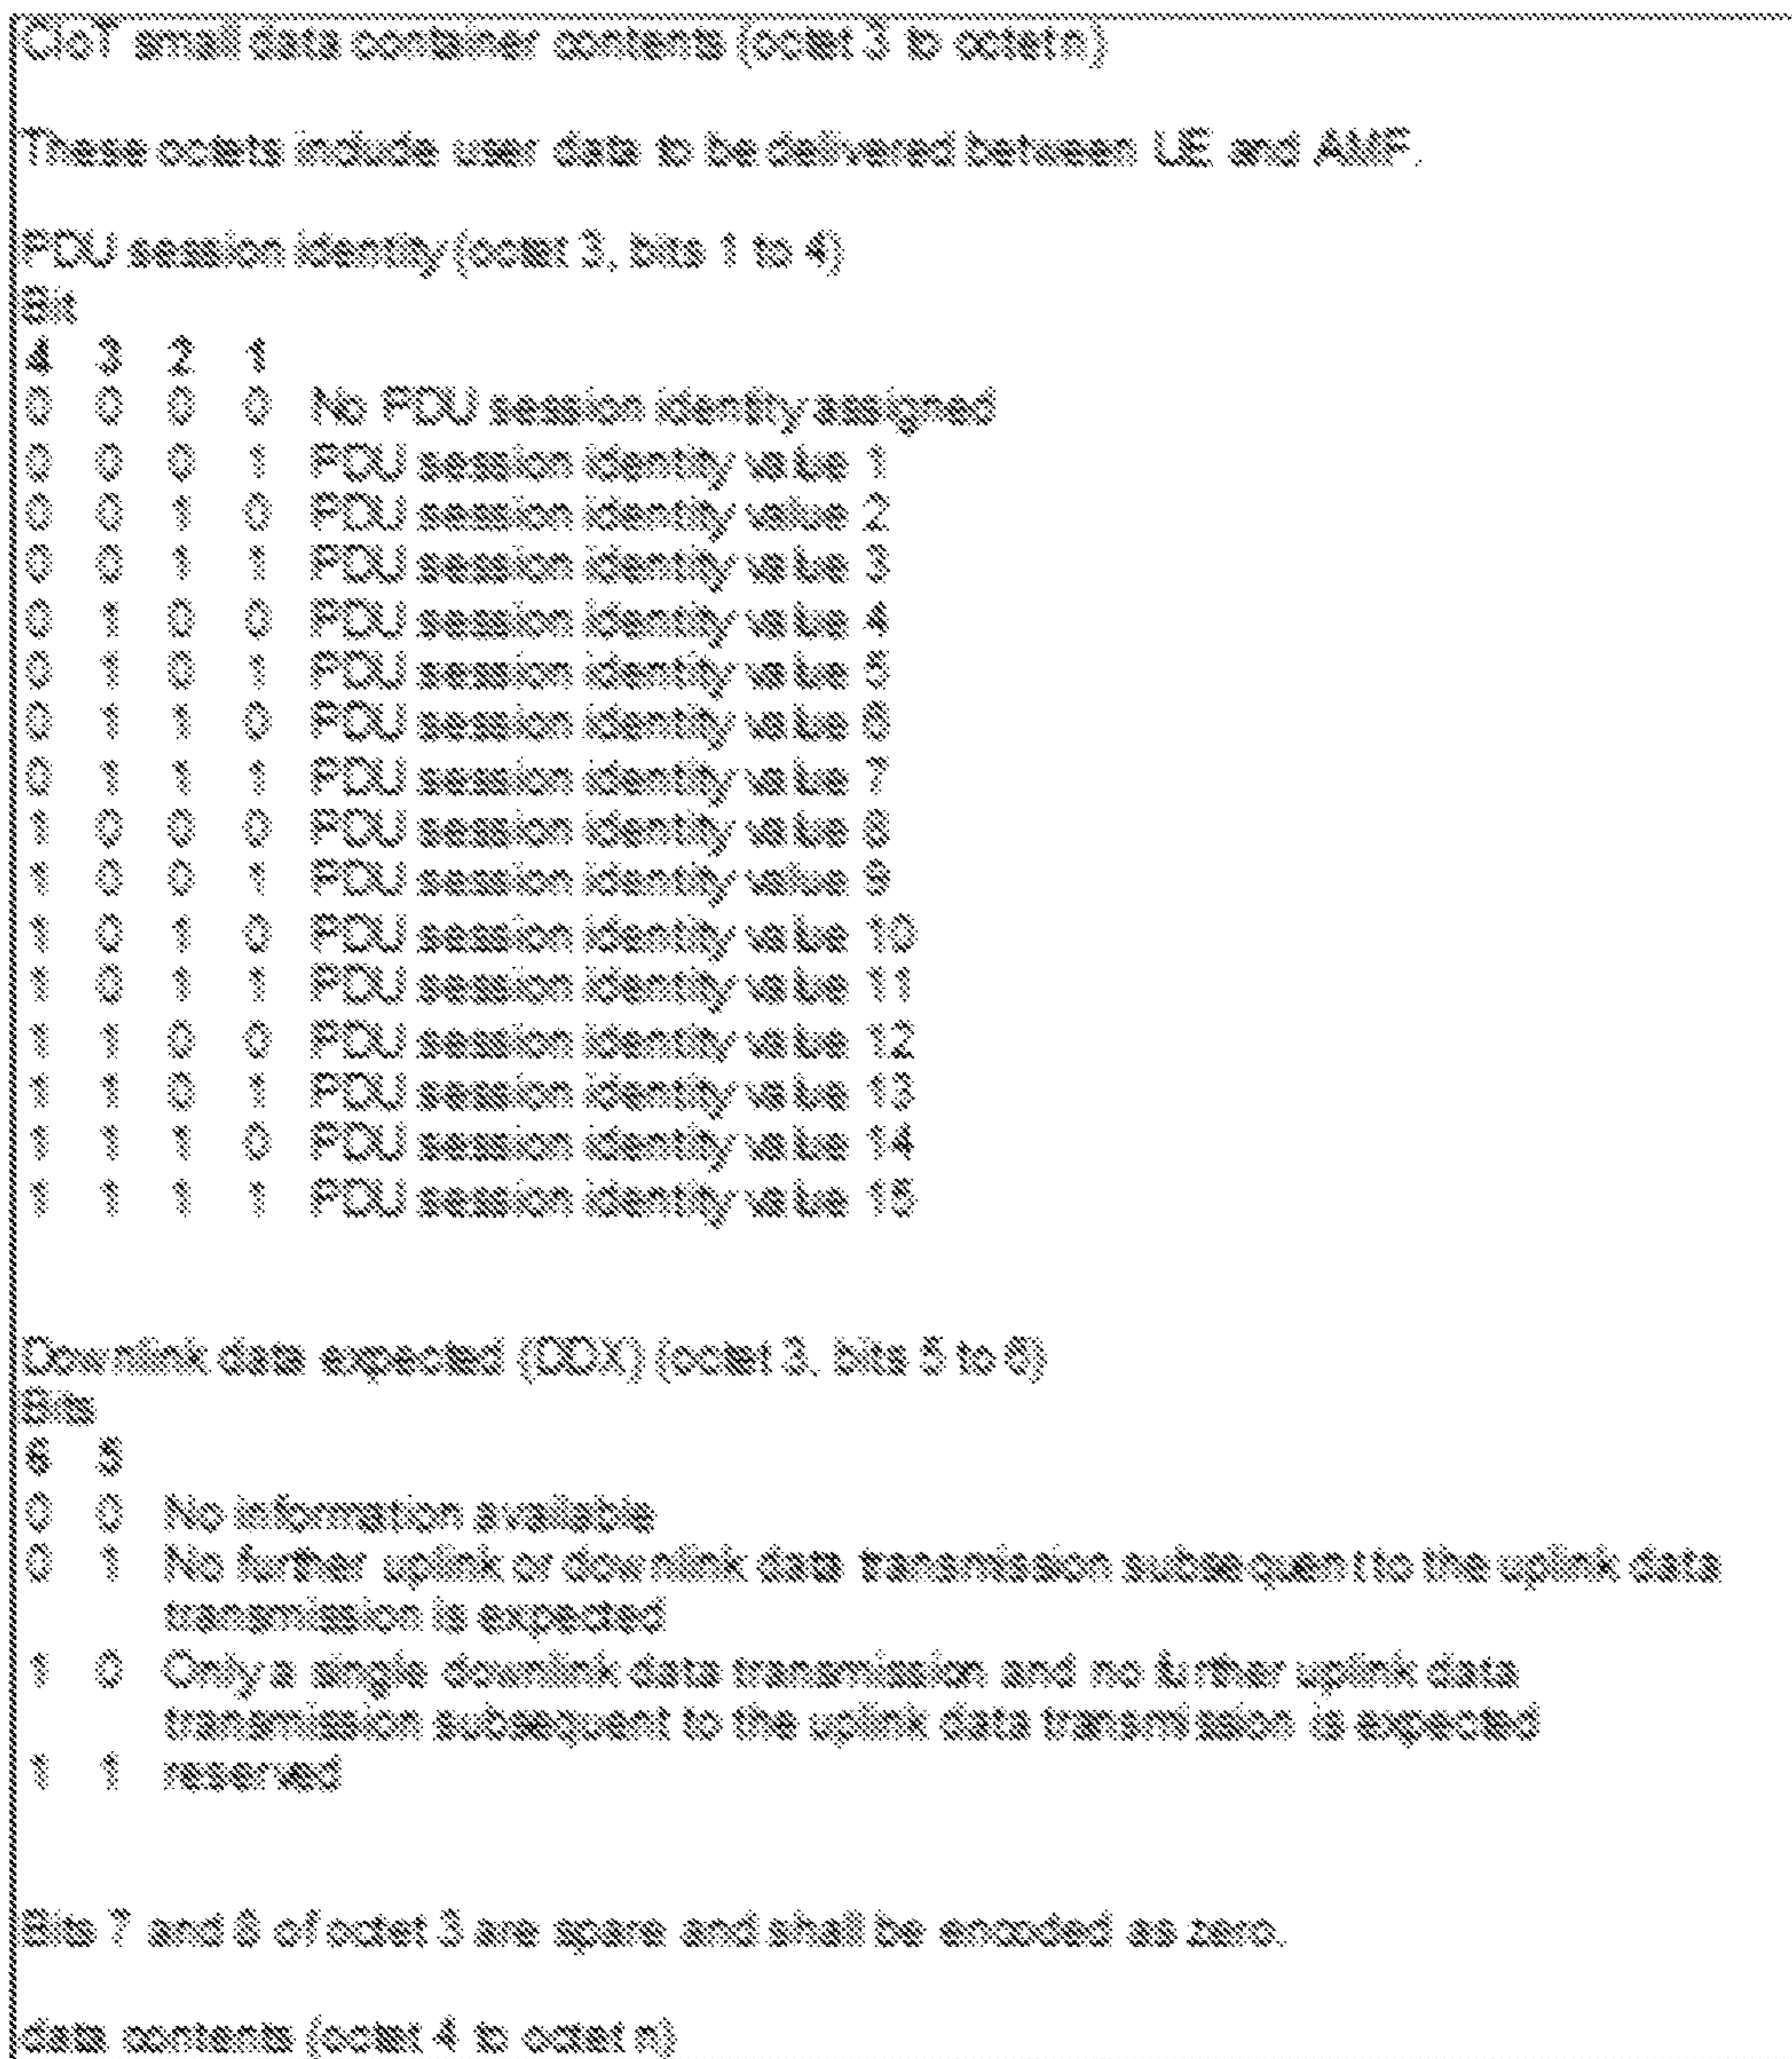 CIoT small data container contents (octet 3 to octet n)
These octets include user data to be delivered between UE and AMF.
PDU session identity (octet 3, bits 1 to 4)
Bit
4 3 2 1
0 0 0 0 No PDU session identity assigned
0 0 0 1 PDU session identity value 1
0 0 1 0 PDU session identity value 2
0 0 1 1 PDU session identity value 3
0 1 0 0 PDU session identity value 4
0 1 0 1 PDU session identity value 5
0 1 1 0 PDU session identity value 6
0 1 1 1 PDU session identity value 7
1 0 0 0 PDU session identity value 8
1 0 0 1 PDU session identity value 9
1 0 1 0 PDU session identity value 10
1 0 1 1 PDU session identity value 11
1 1 0 0 PDU session identity value 12
1 1 0 1 PDU session identity value 13
1 1 1 0 PDU session identity value 14
1 1 1 1 PDU session identity value 15
Downlink data expected (DDX) (octet 3, bits 5 to 6)
Bits
6 5
0 0 No information available
0 1 No further uplink or downlink data transmission subsequent to the uplink data
transmission is expected
1 0 Only a single downlink data transmission and no further uplink data
transmission subsequent to the uplink data transmission is expected
1 1 reserved
Bits 7 and 8 of octet 3 are spare and shall be encoded as zero.
data contents (octet 4 to octet n)